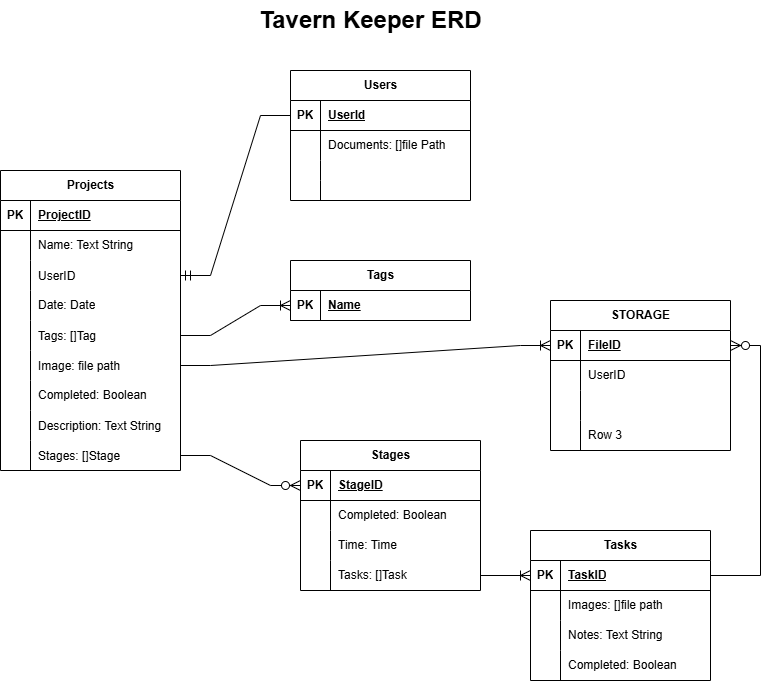 Tavern Keeper ERD
Users
PK UserId
Documents: []file Path
Projects
PK ProjectID
Name: Text String
UserID
Date: Date
Tags: []Tag
Image: file path
Completed: Boolean
Description: Text String
Stages: []Stage
Tags
PK Name
STORAGE
PK FileID
UserID
Row 3
Stages
PK StageID
Completed: Boolean
Time: Time
Tasks: []Task
Tasks
PK TaskID
Images: []file path
Notes: Text String
Completed: Boolean